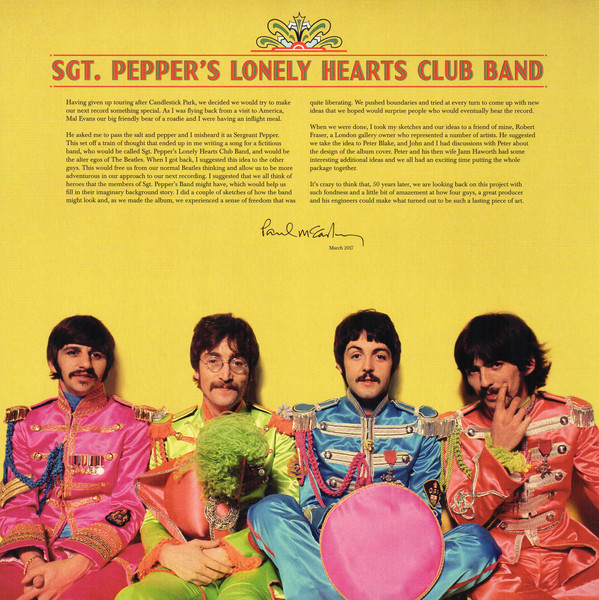 SGT. PEPPER'S LONELY HEARTS CLUB BAND
Having given up touring after Candlestick Park, we decided we would try to make
our next record something special. As I was flying back from a visit to America,
Mal Evans our big friendly bear of a roadie and I were having an inflight meal.
He asked me to pass the salt and pepper and I misheard it as Sergeant Pepper.
This set off a train of thought that ended up in me writing a song for a fictitious
band, who would be called Sgt. Pepper's Lonely Hearts Club Band, and would be
the alter egos of The Beatles. When I got back, I suggested this idea to the other
guys. This would free us from our normal Beatles thinking and allow us to be more
adventurous in our approach to our next recording. I suggested that we all think of
heroes that the members of Sgt. Pepper's Band might have, which would help us
fill in their imaginary background story. I did a couple of sketches of how the band
might look and, as we made the album, we experienced a sense of freedom that was
quite liberating. We pushed boundaries and tried at every turn to come up with new
ideas that we hoped would surprise people who would eventually hear the record.
When we were done, I took my sketches and our ideas to a friend of mine, Robert
Fraser, a London gallery owner who represented a number of artists. He suggested
we take the idea to Peter Blake, and John and I had discussions with Peter about
the design of the album cover. Peter and his then wife Jann Haworth had some
interesting additional ideas and we all had an exciting time putting the whole
package together.
It's crazy to think that, 50 years later, we are looking back on this project with
such fondness and a little bit of amazement at how four guys, a great producer
and his engineers could make what turned out to be such a lasting piece of art.
Paul McCartney
March 2017